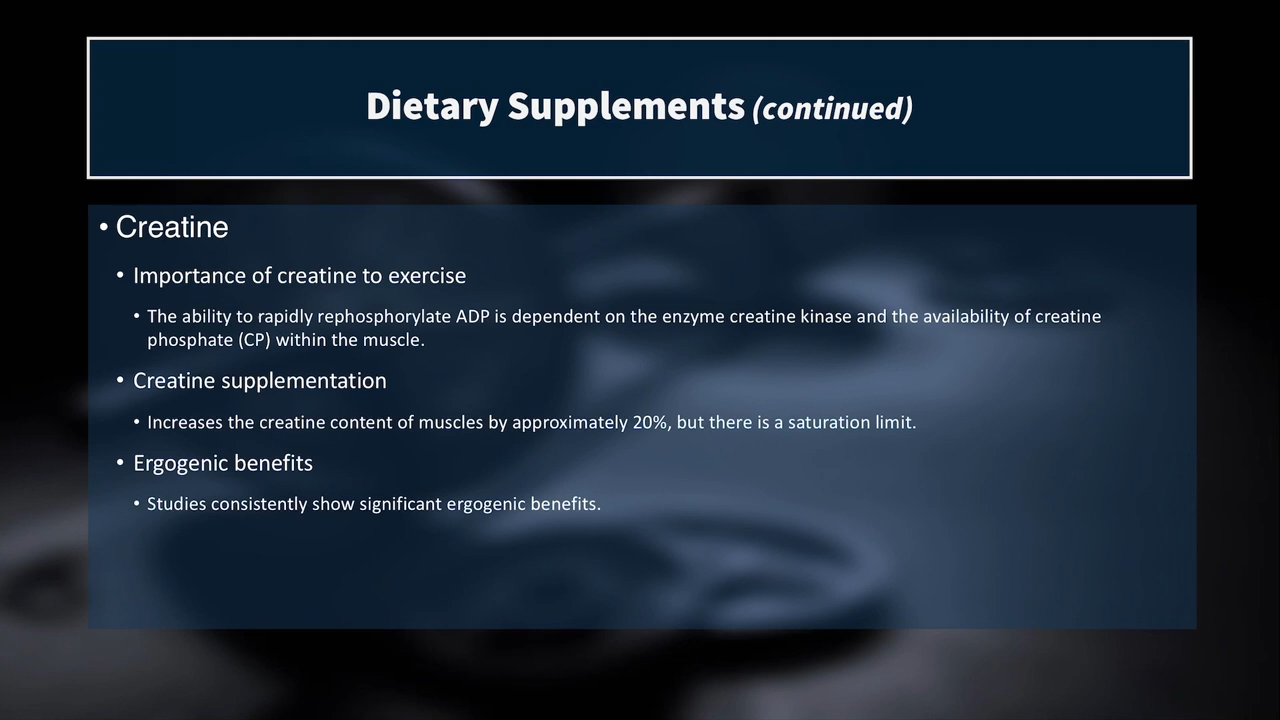 Dietary Supplements (continued)
• Creatine
• Importance of creatine to exercise
• The ability to rapidly rephosphorylate ADP is dependent on the enzyme creatine kinase and the availability of creatine
phosphate (CP) within the muscle.
• Creatine supplementation
• Increases the creatine content of muscles by approximately 20%, but there is a saturation limit.
• Ergogenic benefits
• Studies consistently show significant ergogenic benefits.